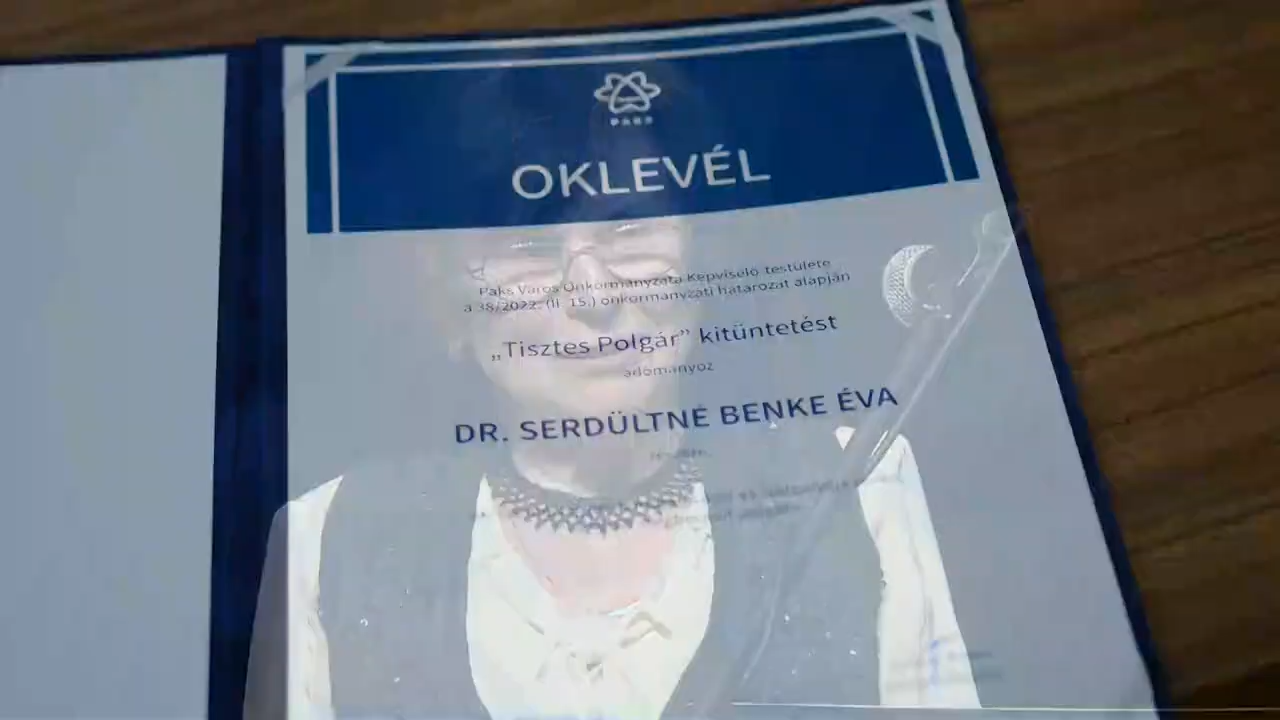 PAKS
OKLEVÉL
Paks Város Önkormányzata Képviselő-testülete
a 38/2022. (II. 15.) önkormányzati határozat alapján
„Tisztes Polgár” kitüntetést
adományoz
DR. SERDÜLTNÉ BENKE ÉVA
részére